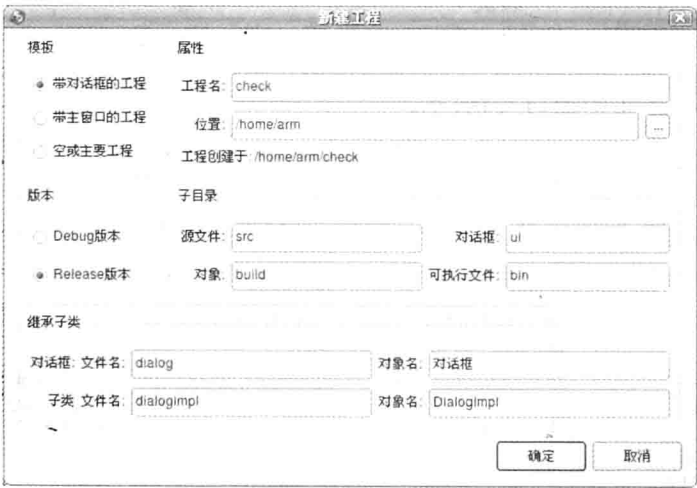 新建工程
模板 属性
带对话框的工程 工程名: check
带主窗口的工程 位置: /home/arm ...
空或主要工程 工程创建于: /home/arm/check
版本 子目录
Debug版本 源文件: src 对话框: ui
Release版本 对象: build 可执行文件: bin
继承子类
对话框: 文件名: dialog 对象名: 对话框
子类 文件名: dialogimpl 对象名: DialogImpl
确定 取消